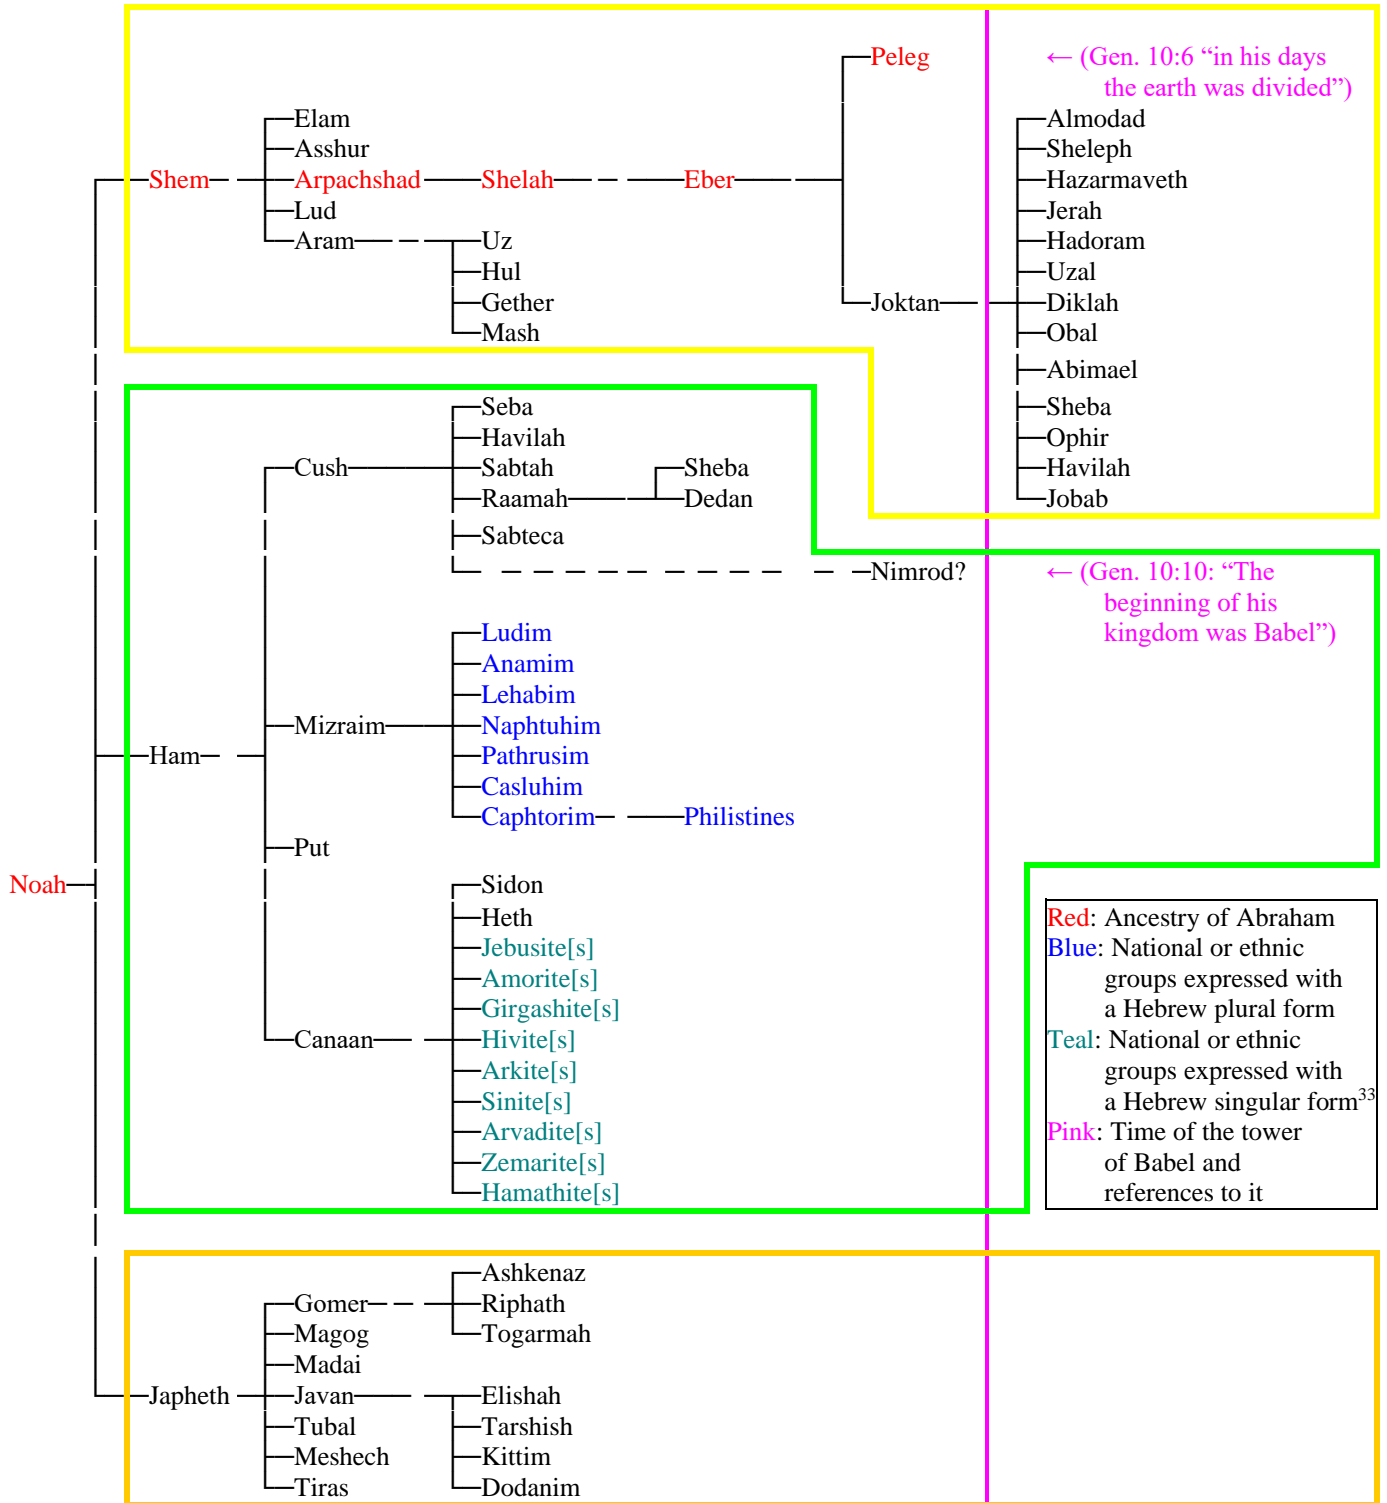 Peleg
← (Gen. 10:6 “in his days
the earth was divided”)
Elam
Almodad
Asshur
Sheleph
Shem
Arpachshad
Shelah
Eber
Hazarmaveth
Lud
Jerah
Aram
Uz
Hadoram
Hul
Uzal
Gether
Joktan
Diklah
Mash
Obal
Abimael
Seba
Sheba
Havilah
Ophir
Cush
Sabtah
Sheba
Havilah
Raamah
Dedan
Jobab
Sabteca
Nimrod?
← (Gen. 10:10: “The
beginning of his
kingdom was Babel”)
Ludim
Anamim
Lehabim
Mizraim
Naphtuhim
Ham
Pathrusim
Casluhim
Caphtorim
Philistines
Put
Noah
Sidon
Heth
Jebusite[s]
Amorite[s]
Girgashite[s]
Canaan
Hivite[s]
Arkite[s]
Sinite[s]
Arvadite[s]
Zemarite[s]
Hamathite[s]
Red: Ancestry of Abraham
Blue: National or ethnic
groups expressed with
a Hebrew plural form
Teal: National or ethnic
groups expressed with
a Hebrew singular form³³
Pink: Time of the tower
of Babel and
references to it
Ashkenaz
Gomer
Riphath
Magog
Togarmah
Madai
Japheth
Javan
Elishah
Tubal
Tarshish
Meshech
Kittim
Tiras
Dodanim